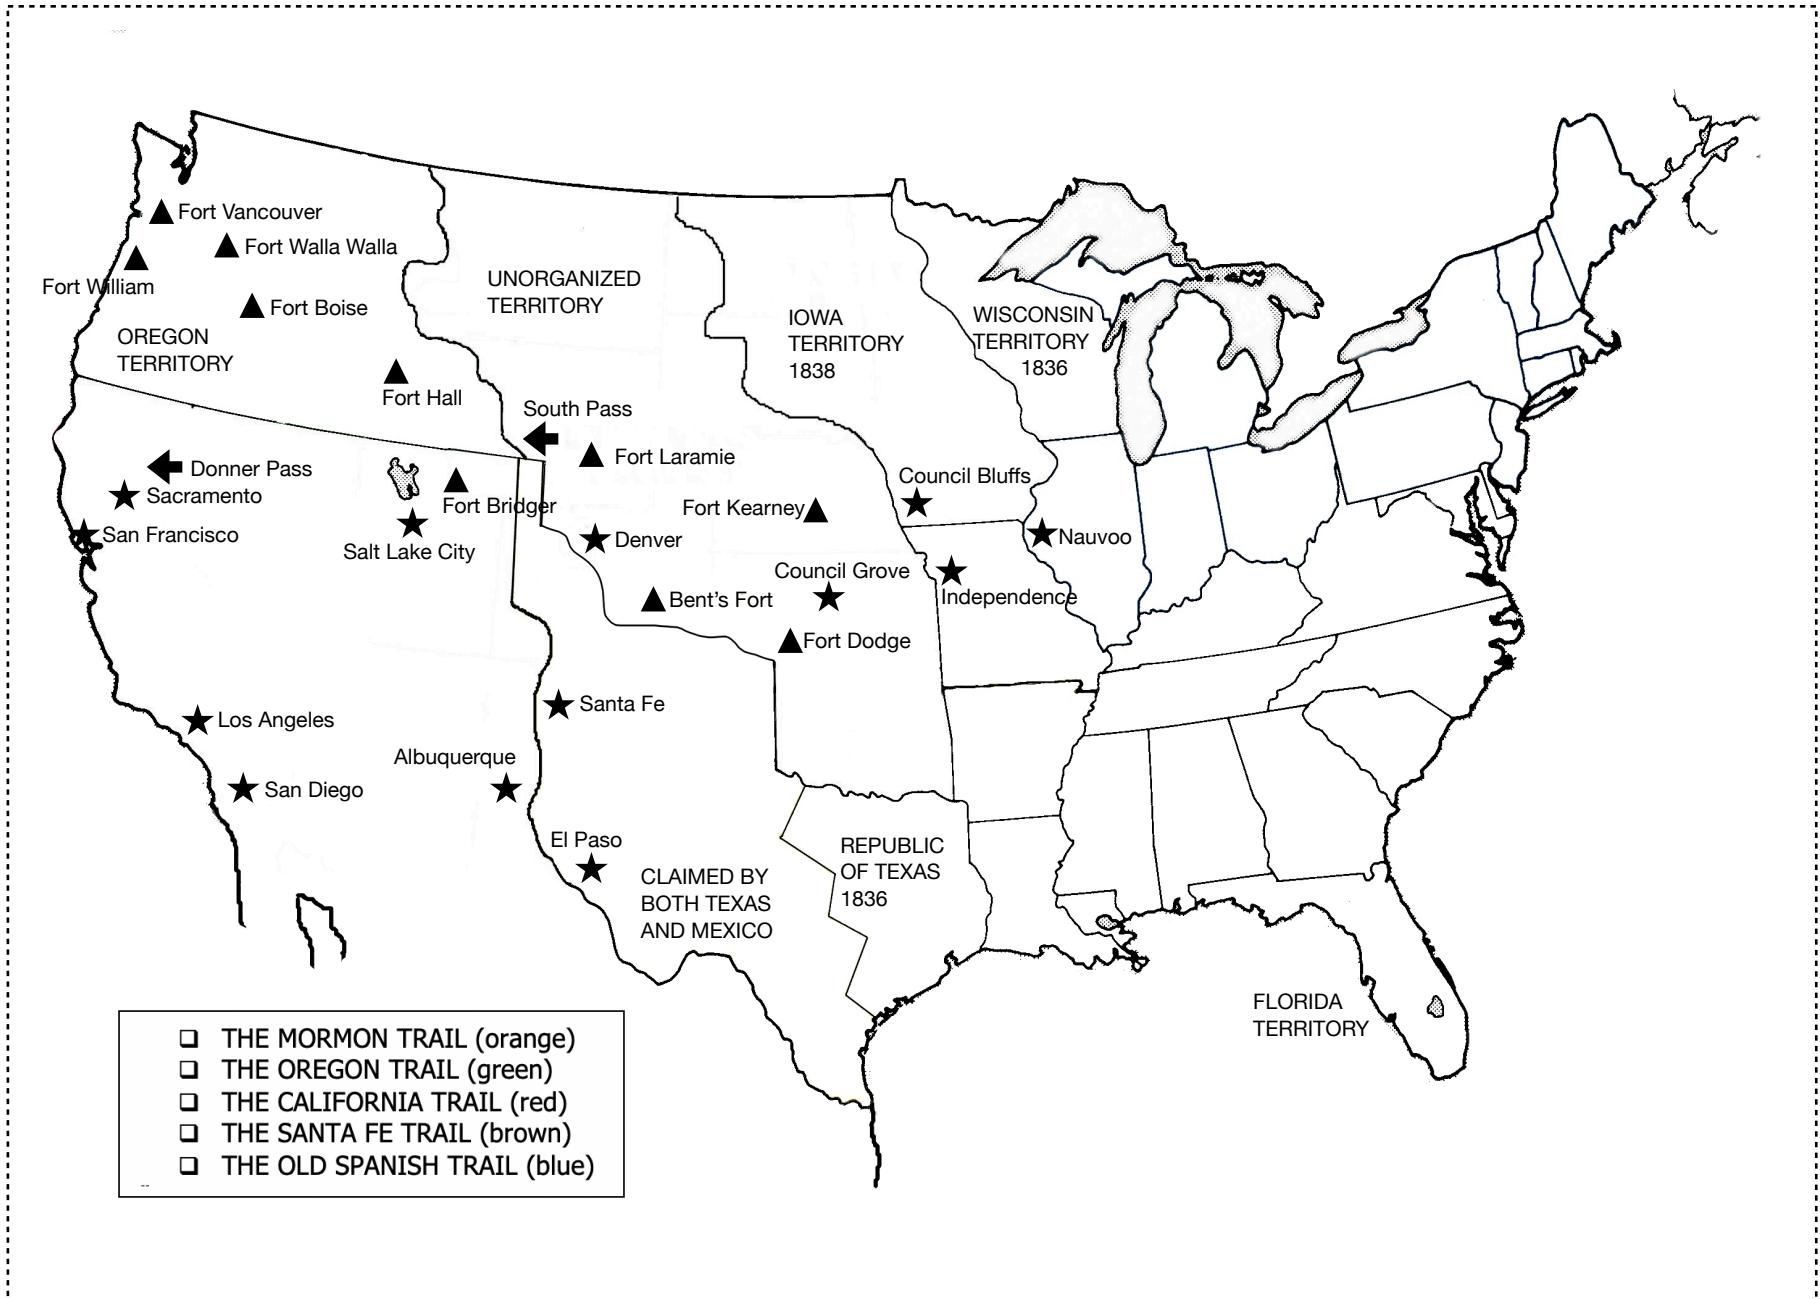 Fort Vancouver
Fort Walla Walla
Fort William
Fort Boise
OREGON
TERRITORY
Fort Hall
UNORGANIZED
TERRITORY
IOWA
TERRITORY
1838
WISCONSIN
TERRITORY
1836
South Pass
Fort Laramie
Donner Pass
Sacramento
San Francisco
Fort Bridger
Salt Lake City
Council Bluffs
Fort Kearney
Denver
Nauvoo
Council Grove
Independence
Bent's Fort
Fort Dodge
Santa Fe
Los Angeles
Albuquerque
San Diego
El Paso
CLAIMED BY
BOTH TEXAS
AND MEXICO
REPUBLIC
OF TEXAS
1836
FLORIDA
TERRITORY
❑ THE MORMON TRAIL (orange)
❑ THE OREGON TRAIL (green)
❑ THE CALIFORNIA TRAIL (red)
❑ THE SANTA FE TRAIL (brown)
❑ THE OLD SPANISH TRAIL (blue)